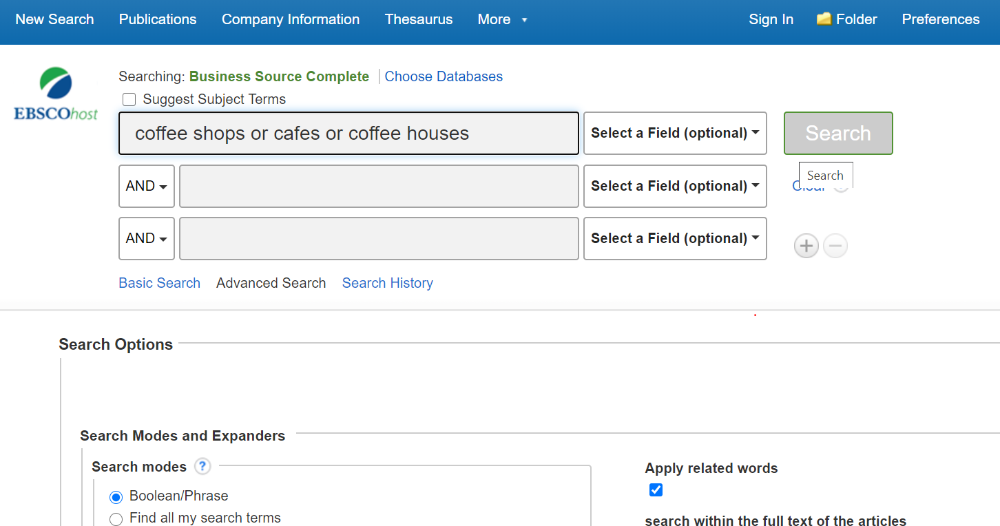 New Search Publications Company Information Thesaurus More Sign In Folder Preferences
Searching: Business Source Complete Choose Databases
Suggest Subject Terms
EBSCOhost
coffee shops or cafes or coffee houses Select a Field (optional) Search
Search
AND Select a Field (optional)
AND Select a Field (optional)
Basic Search Advanced Search Search History
Search Options
Search Modes and Expanders
Search modes ? Apply related words
Boolean/Phrase
Find all my search terms
search within the full text of the articles